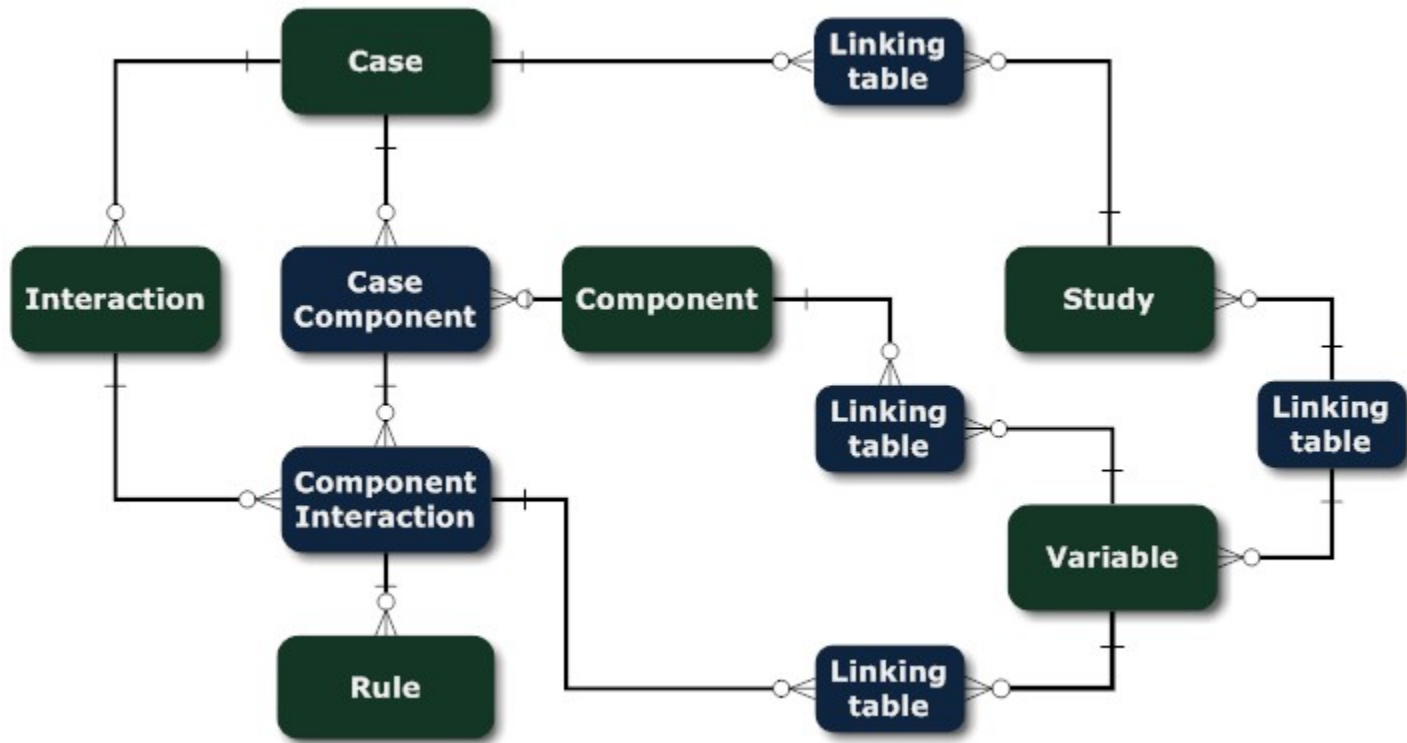 Case
Linking
table
Interaction
Case
Component
Component
Study
Linking
table
Linking
table
Component
Interaction
Variable
Rule
Linking
table